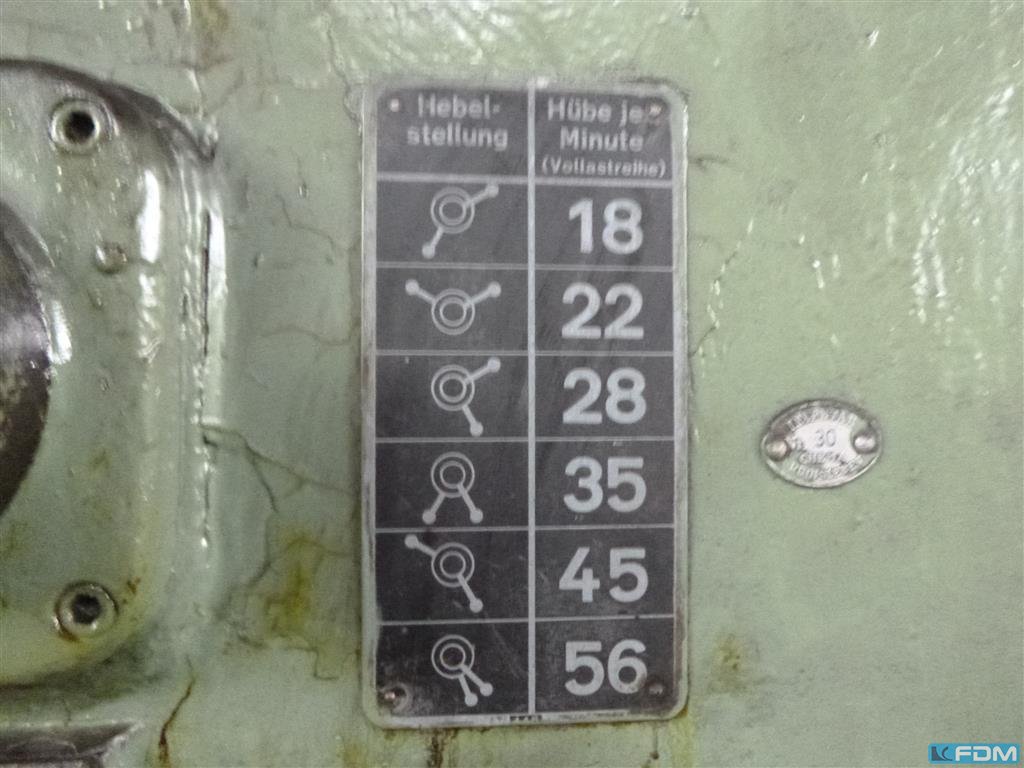 Hebel-
stellung
Hübe je
Minute
(Vollastreihe)
18
22
28
35
45
56
30
FDM